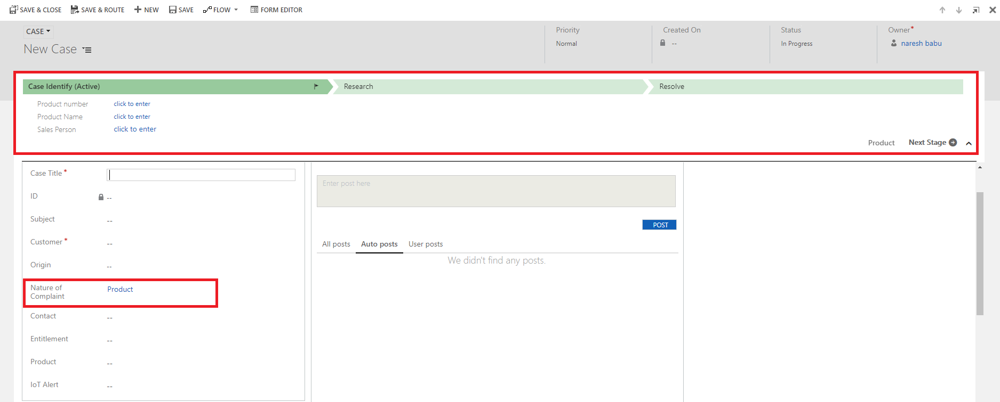 SAVE & CLOSE SAVE & ROUTE NEW SAVE FLOW FORM EDITOR
CASE
New Case
Priority Created On Status Owner*
Normal -- In Progress naresh babu
Case Identify (Active) Research Resolve
Product number click to enter
Product Name click to enter
Sales Person click to enter
Product Next Stage
Case Title *
ID --
Subject --
Customer * --
Origin --
Nature of
Complaint
Product
Contact --
Entitlement --
Product --
IoT Alert --
Enter post here
POST
All posts Auto posts User posts
We didn't find any posts.